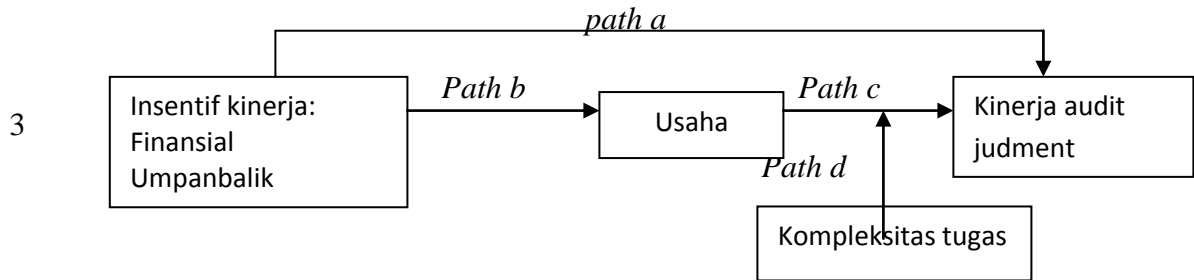 path a
3
Insentif kinerja:
Finansial
Umpanbalik
Path b
Usaha
Path c
Kinerja audit
judment
Path d
Kompleksitas tugas